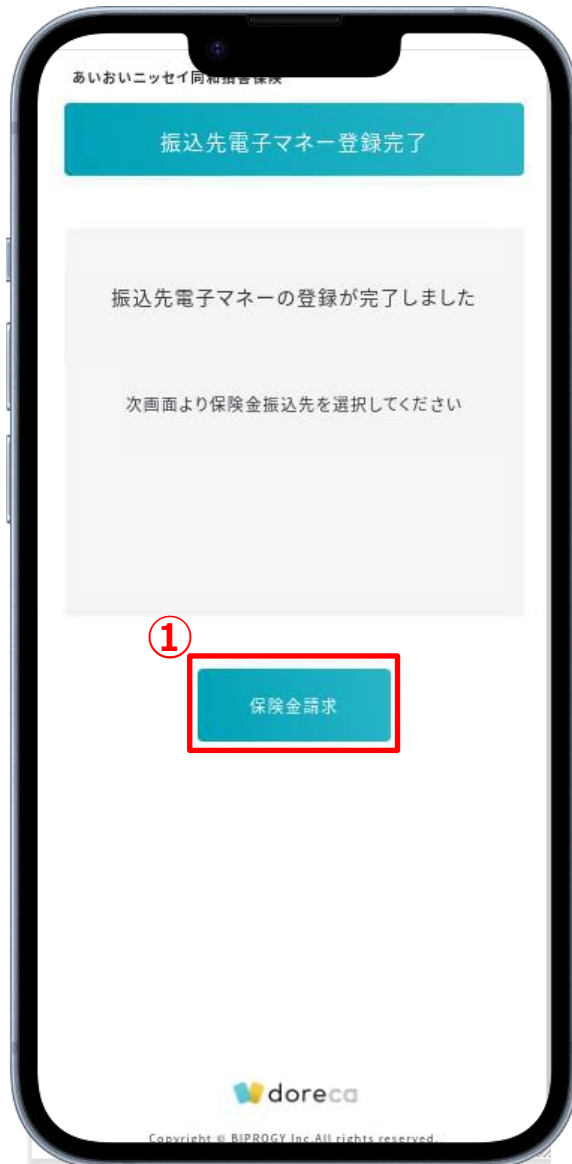 あいおいニッセイ同和損害保険
振込先電子マネー登録完了
振込先電子マネーの登録が完了しました
次画面より保険金振込先を選択してください
①
保険金請求
doreca
Copyright © BIPROGY Inc.All rights reserved.